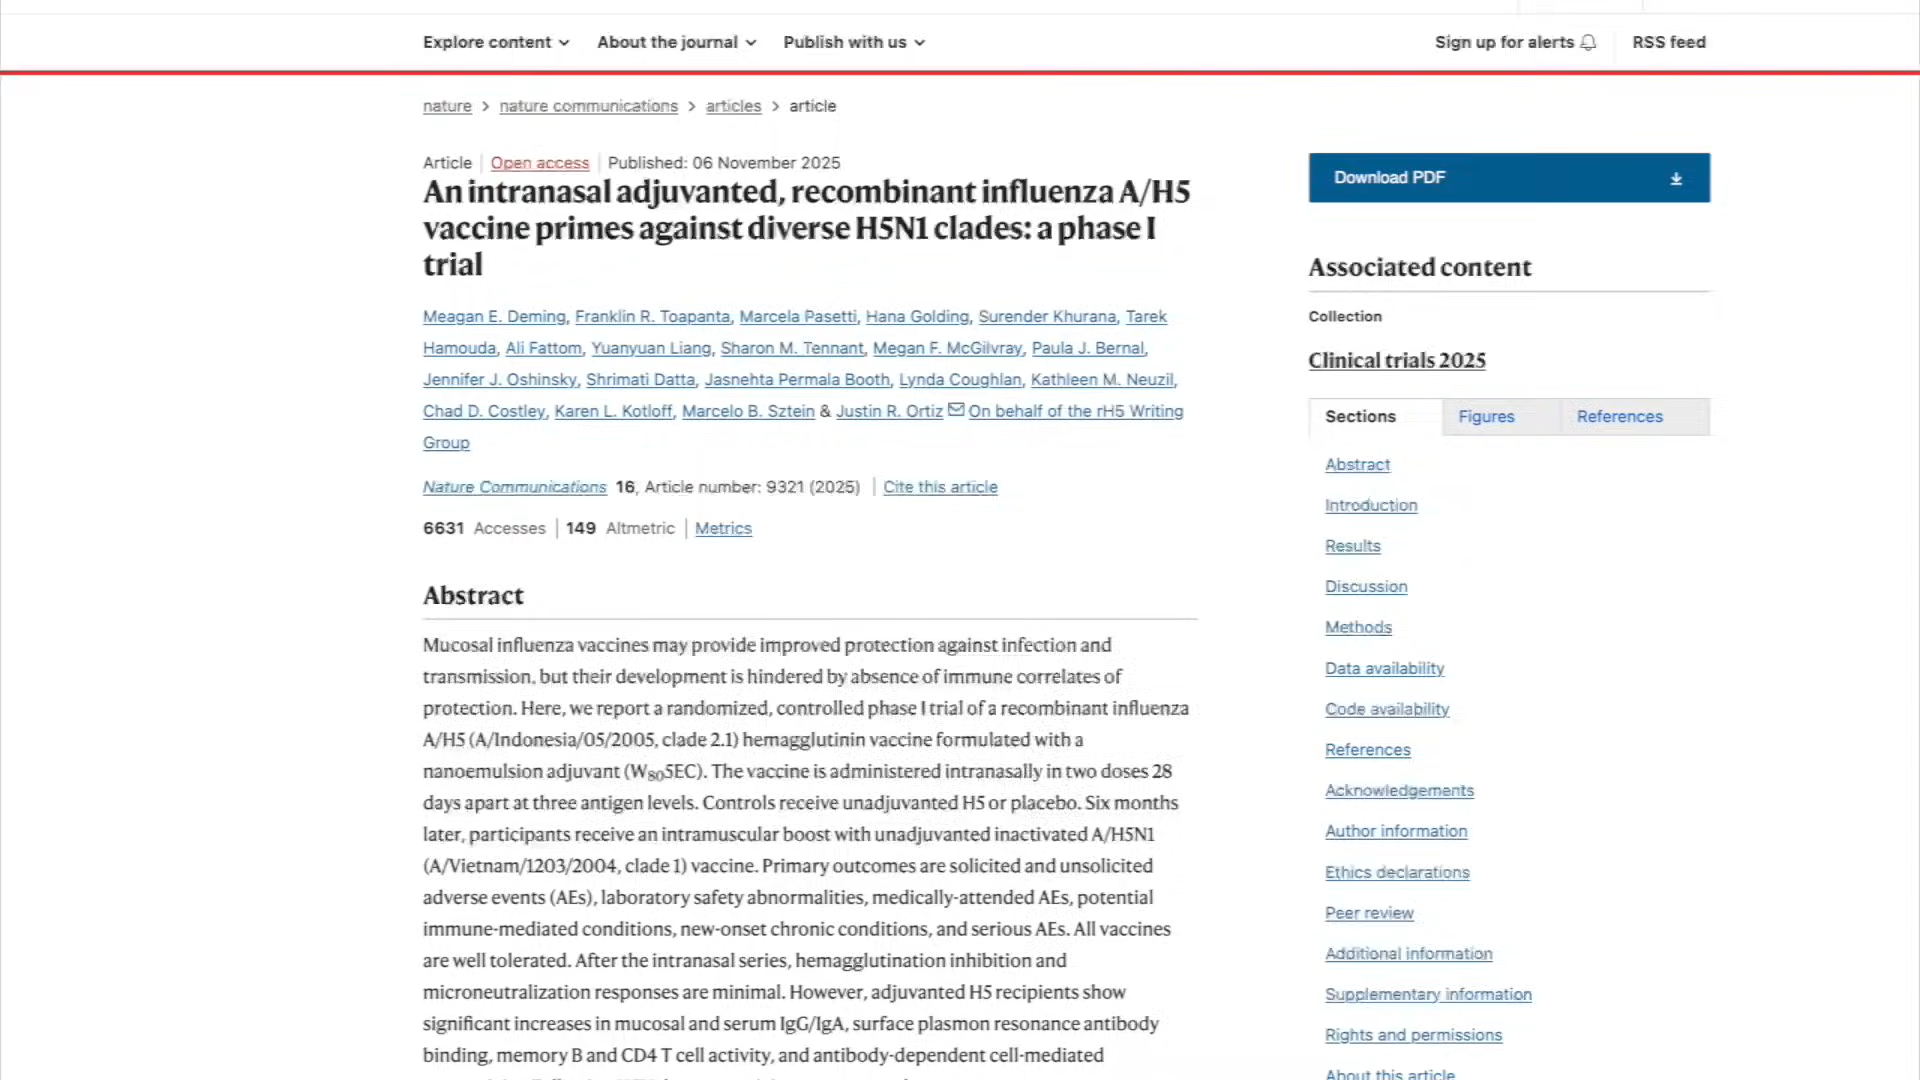 Explore content
About the journal
Publish with us
Sign up for alerts
RSS feed
nature > nature communications > articles > article
Article | Open access | Published: 06 November 2025
An intranasal adjuvanted, recombinant influenza A/H5
vaccine primes against diverse H5N1 clades: a phase I
trial
Meagan E. Deming, Franklin R. Toapanta, Marcela Pasetti, Hana Golding, Surender Khurana, Tarek
Hamouda, Ali Fattom, Yuanyuan Liang, Sharon M. Tennant, Megan F. McGilvray, Paula J. Bernal,
Jennifer J. Oshinsky, Shrimati Datta, Jasnehta Permala Booth, Lynda Coughlan, Kathleen M. Neuzil,
Chad D. Costley, Karen L. Kotloff, Marcelo B. Sztein & Justin R. Ortiz On behalf of the rH5 Writing
Group
Nature Communications 16, Article number: 9321 (2025) | Cite this article
6631 Accesses | 149 Altmetric | Metrics
Abstract
Mucosal influenza vaccines may provide improved protection against infection and
transmission, but their development is hindered by absence of immune correlates of
protection. Here, we report a randomized, controlled phase I trial of a recombinant influenza
A/H5 (A/Indonesia/05/2005, clade 2.1) hemagglutinin vaccine formulated with a
nanoemulsion adjuvant (W₈₀5EC). The vaccine is administered intranasally in two doses 28
days apart at three antigen levels. Controls receive unadjuvanted H5 or placebo. Six months
later, participants receive an intramuscular boost with unadjuvanted inactivated A/H5N1
(A/Vietnam/1203/2004, clade 1) vaccine. Primary outcomes are solicited and unsolicited
adverse events (AEs), laboratory safety abnormalities, medically-attended AEs, potential
immune-mediated conditions, new-onset chronic conditions, and serious AEs. All vaccines
are well tolerated. After the intranasal series, hemagglutination inhibition and
microneutralization responses are minimal. However, adjuvanted H5 recipients show
significant increases in mucosal and serum IgG/IgA, surface plasmon resonance antibody
binding, memory B and CD4 T cell activity, and antibody-dependent cell-mediated
Download PDF
Associated content
Collection
Clinical trials 2025
Sections
Figures
References
Abstract
Introduction
Results
Discussion
Methods
Data availability
Code availability
References
Acknowledgements
Author information
Ethics declarations
Peer review
Additional information
Supplementary information
Rights and permissions
About this article